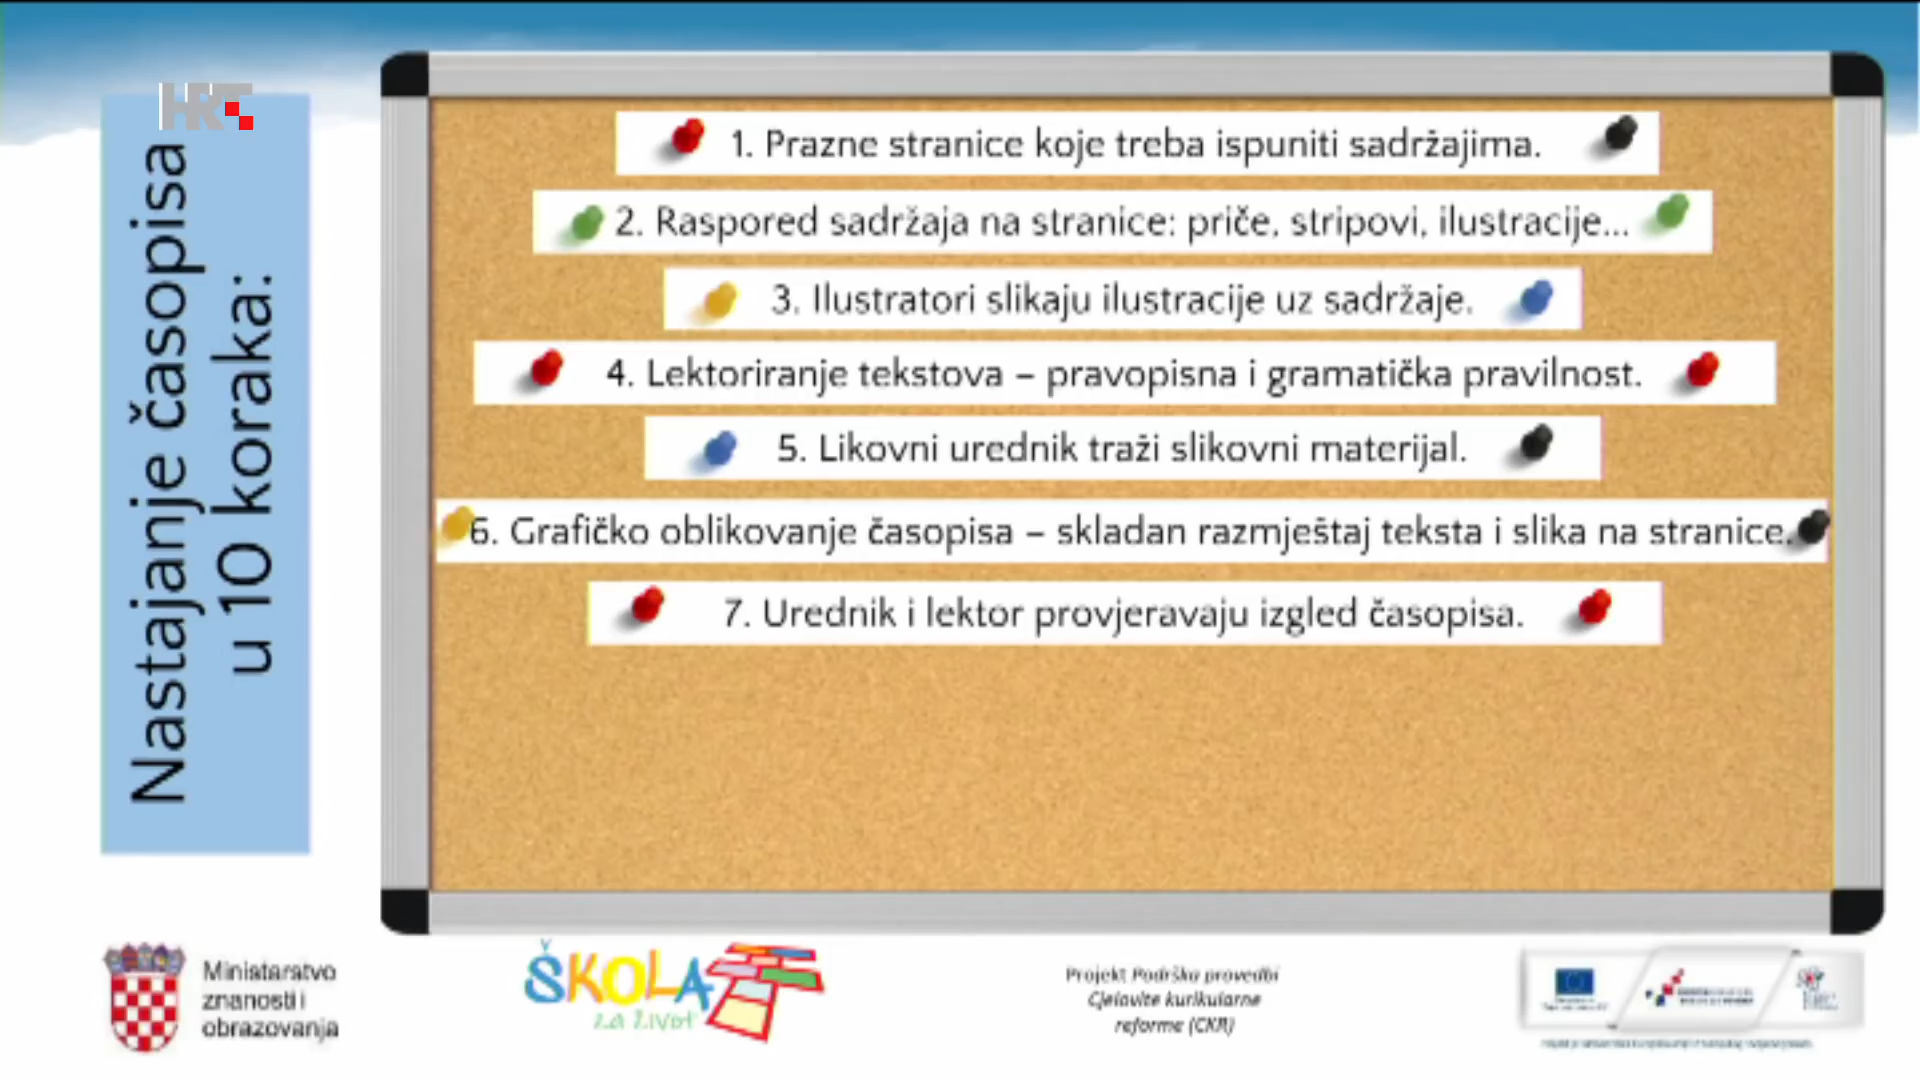 HRT
Nastajanje časopisa
u 10 koraka:
1. Prazne stranice koje treba ispuniti sadržajima.
2. Raspored sadržaja na stranice: priče, stripovi, ilustracije...
3. Ilustratori slikaju ilustracije uz sadržaje.
4. Lektoriranje tekstova – pravopisna i gramatička pravilnost.
5. Likovni urednik traži slikovni materijal.
6. Grafičko oblikovanje časopisa – skladan razmještaj teksta i slika na stranice.
7. Urednik i lektor provjeravaju izgled časopisa.
Ministarstvo
znanosti i
obrazovanja
ŠKOLA
za život
Projekt Podrška provedbi
Cjelovite kurikularne
reforme (CKR)